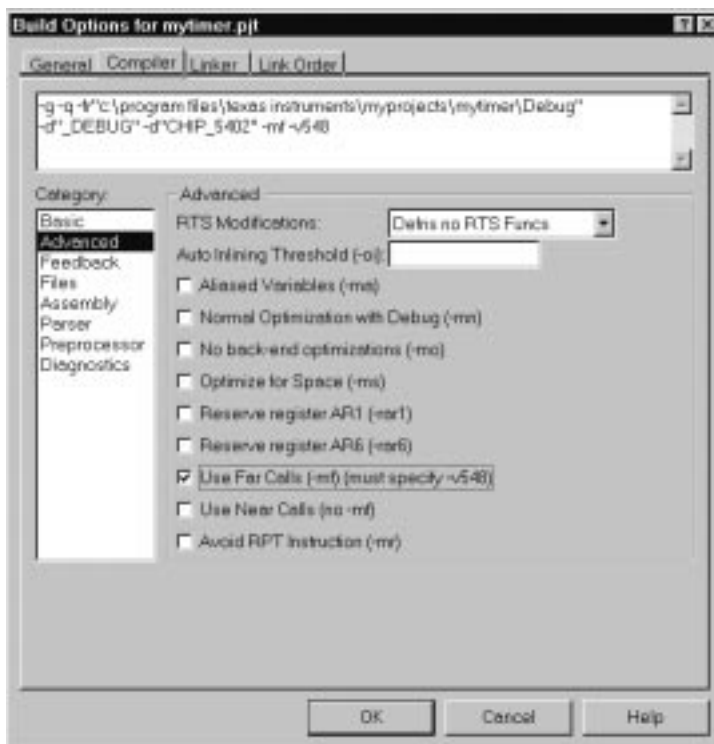 Build Options for mytimer.pjt
General Compiler Linker Link Order
-g -q -fr"c:\program files\texas instruments\myprojects\mytimer\Debug"
-d"_DEBUG" -d"CHIP_5402" -mf -v548
Category:
Basic
Advanced
Feedback
Files
Assembly
Parser
Preprocessor
Diagnostics
Advanced
RTS Modifications: Defns no RTS Funcs
Auto Inlining Threshold (-oi):
Aliased Variables (-ma)
Normal Optimization with Debug (-mn)
No back-end optimizations (-mo)
Optimize for Space (-ms)
Reserve register AR1 (-rar1)
Reserve register AR6 (-rar6)
Use Far Calls (-mf) (must specify -v548)
Use Near Calls (no -mf)
Avoid RPT Instruction (-mr)
OK Cancel Help